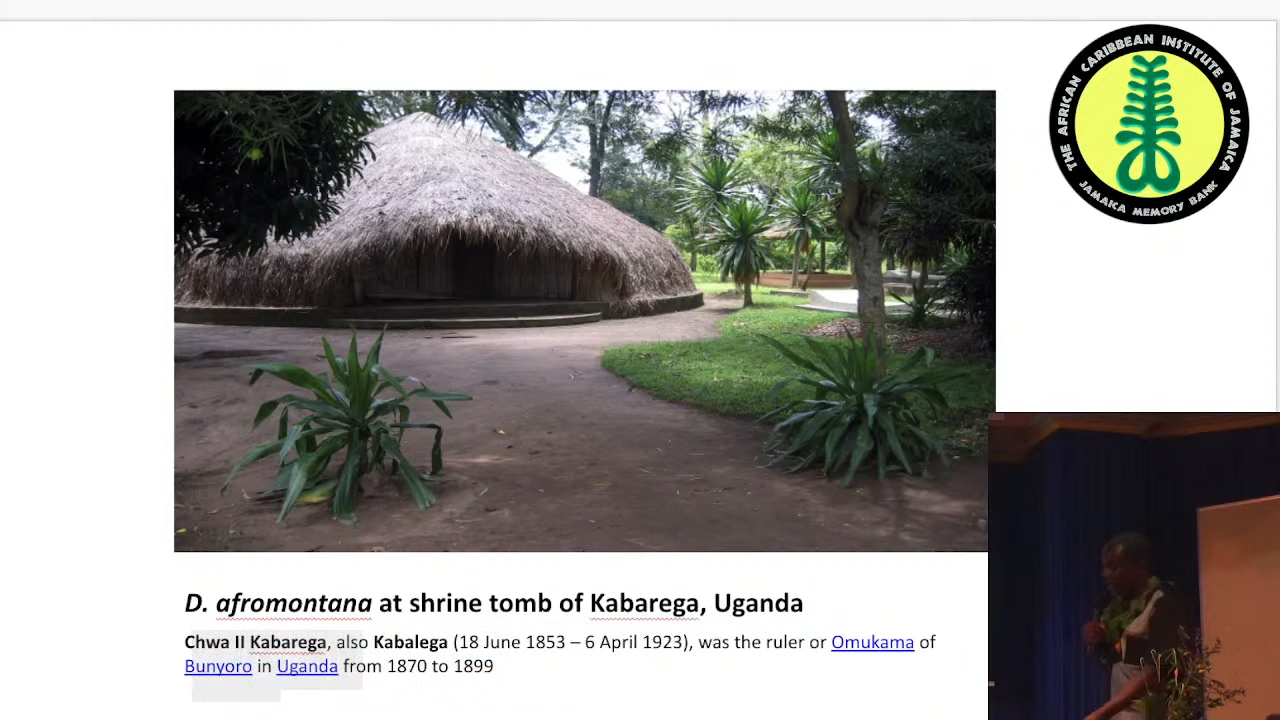 THE AFRICAN CARIBBEAN INSTITUTE OF JAMAICA
JAMAICA MEMORY BANK
D. afromontana at shrine tomb of Kabarega, Uganda
Chwa II Kabarega, also Kabalega (18 June 1853 – 6 April 1923), was the ruler or Omukama of
Bunyoro in Uganda from 1870 to 1899